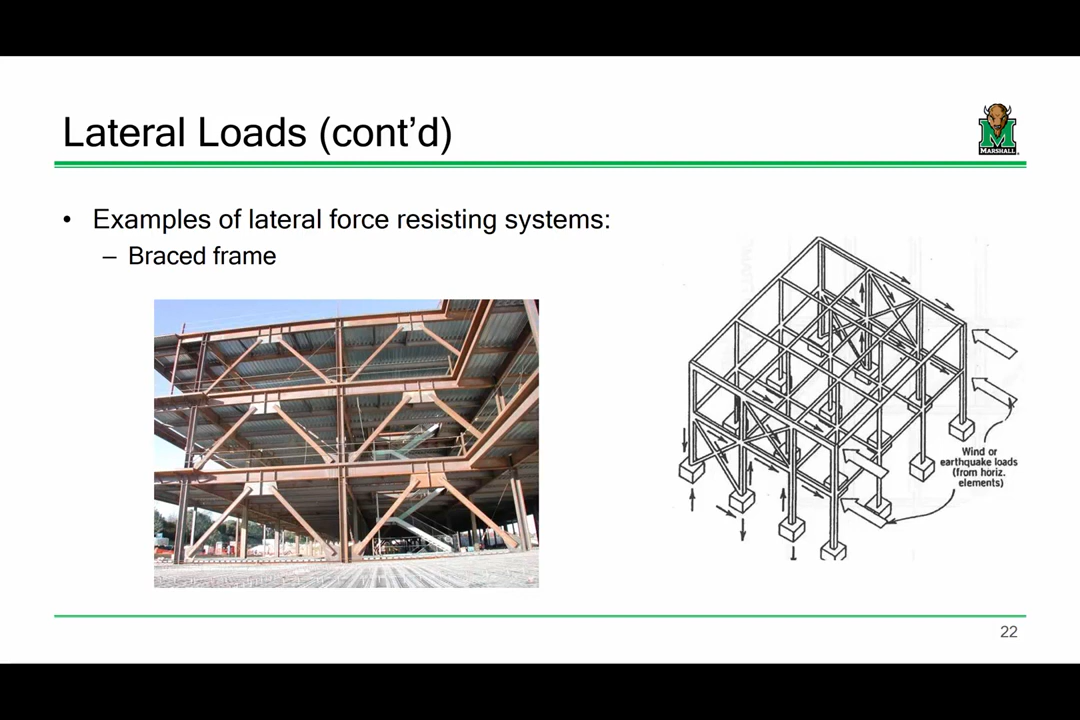 Lateral Loads (cont’d)
MARSHALL
• Examples of lateral force resisting systems:
– Braced frame
Wind or
earthquake loads
(from horiz.
elements)
22